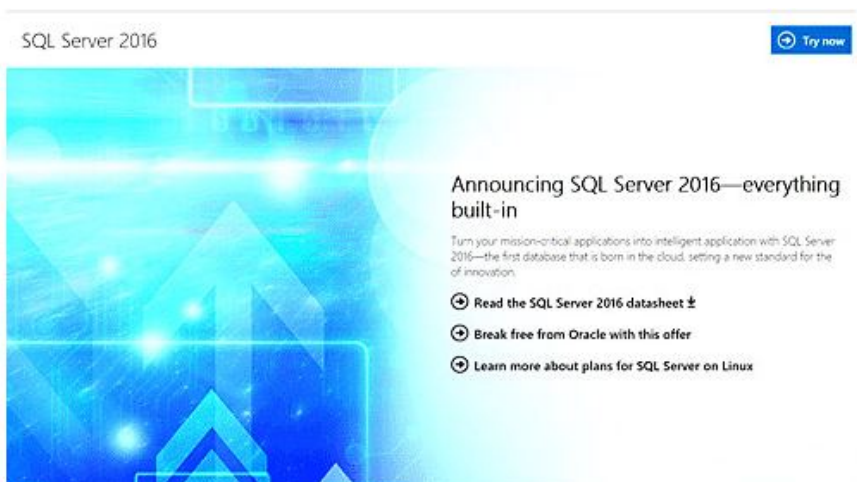 SQL Server 2016
Try now
Announcing SQL Server 2016—everything
built-in
Turn your mission-critical applications into intelligent application with SQL Server
2016—the first database that is born in the cloud, setting a new standard for the
of innovation.
Read the SQL Server 2016 datasheet
Break free from Oracle with this offer
Learn more about plans for SQL Server on Linux